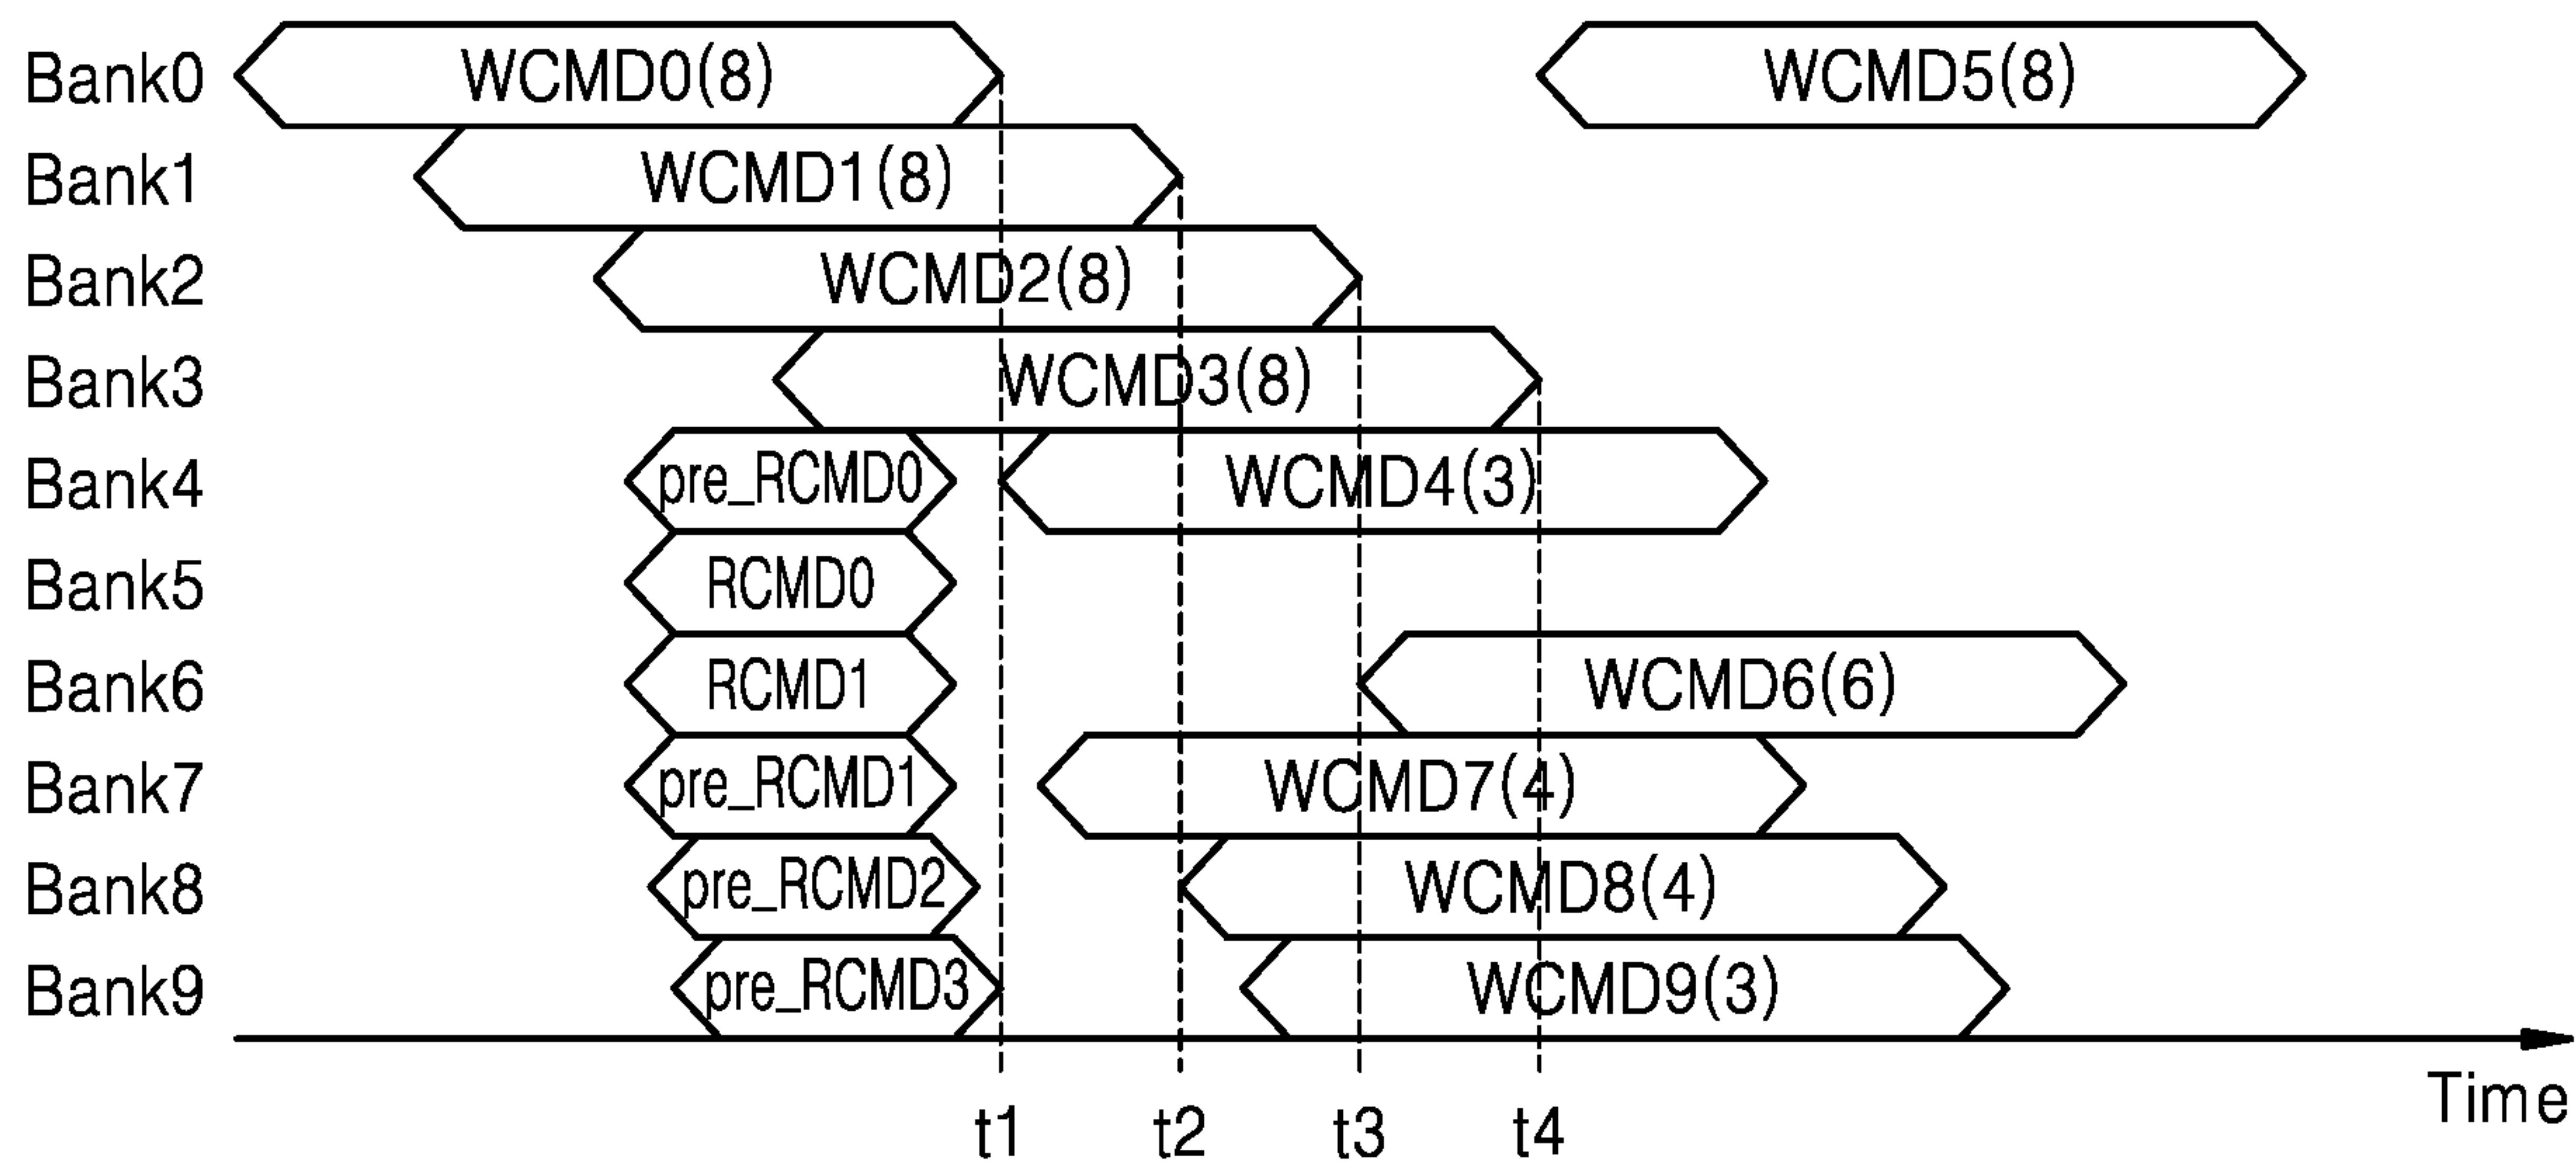 Bank0 WCMD0(8) WCMD5(8)
Bank1 WCMD1(8)
Bank2 WCMD2(8)
Bank3 WCMD3(8)
Bank4 pre_RCMD0 WCMD4(3)
Bank5 RCMD0
Bank6 RCMD1 WCMD6(6)
Bank7 pre_RCMD1 WCMD7(4)
Bank8 pre_RCMD2 WCMD8(4)
Bank9 pre_RCMD3 WCMD9(3)
Time
t1 t2 t3 t4